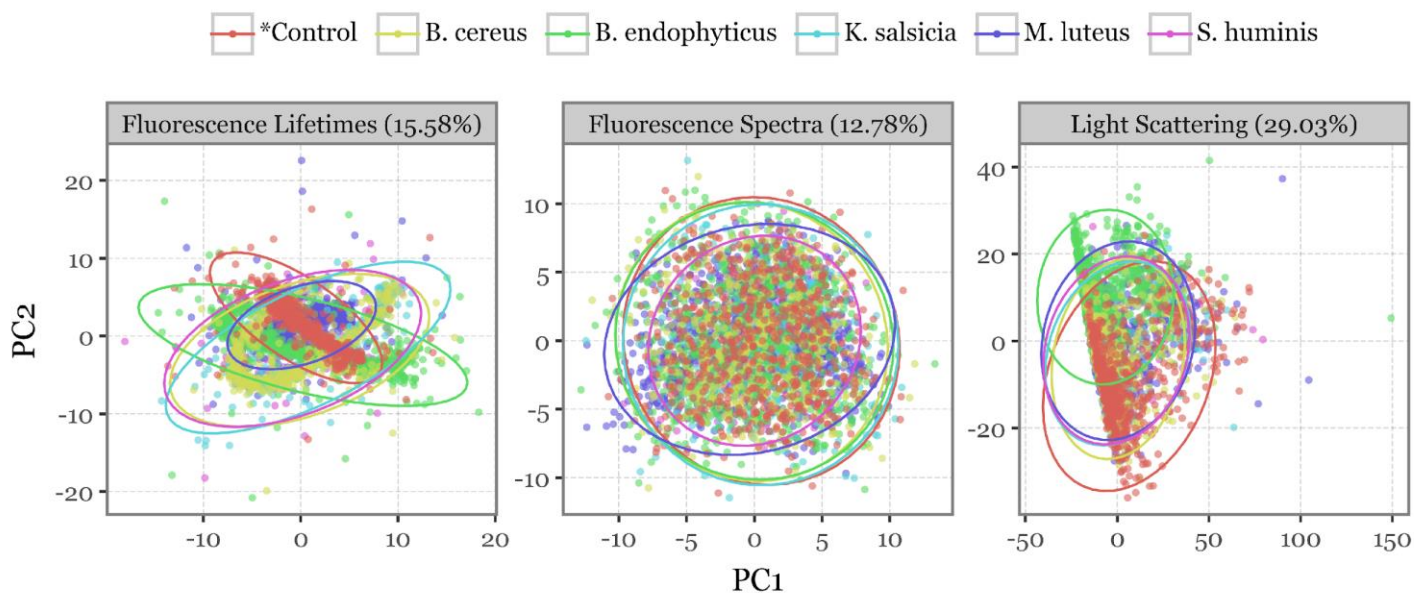 *Control B. cereus B. endophyticus K. salsicia M. luteus S. huminis
Fluorescence Lifetimes (15.58%) Fluorescence Spectra (12.78%) Light Scattering (29.03%)
PC2
20
10
0
-10
-20
10
5
0
-5
-10
40
20
0
-20
-10 0 10 20
-10 -5 0 5 10
-50 0 50 100 150
PC1